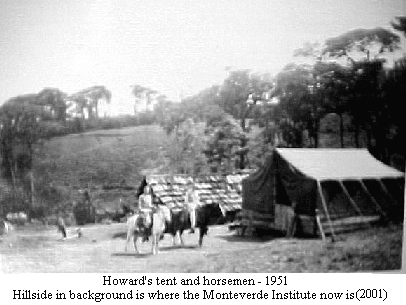 Howard's tent and horsemen - 1951
Hillside in background is where the Monteverde Institute now is(2001)